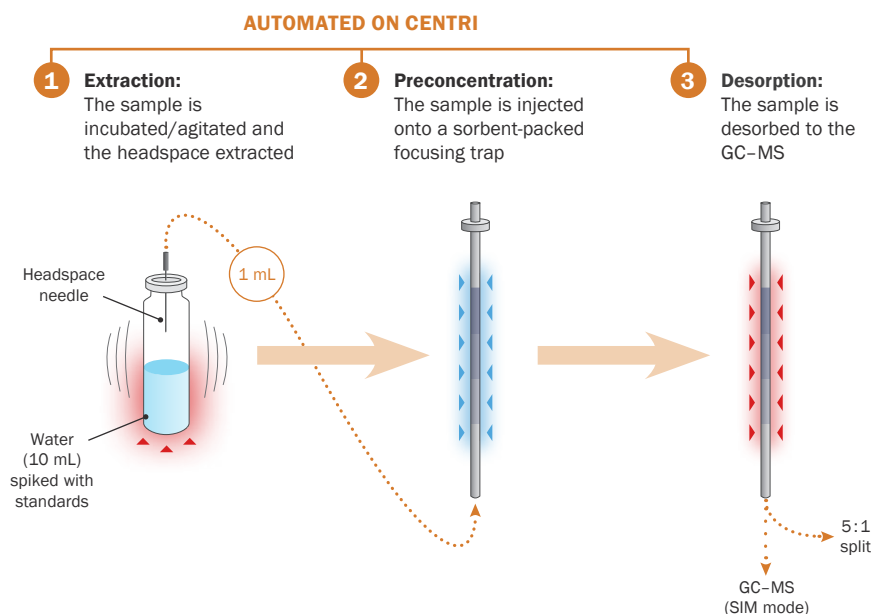 AUTOMATED ON CENTRI
1
Extraction:
The sample is
incubated/agitated and
the headspace extracted
2
Preconcentration:
The sample is injected
onto a sorbent-packed
focusing trap
3
Desorption:
The sample is
desorbed to the
GC–MS
Headspace
needle
1 mL
Water
(10 mL)
spiked with
standards
5:1
split
GC–MS
(SIM mode)